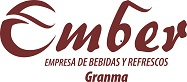 Ember
EMPRESA DE BEBIDAS Y REFRESCOS
Granma